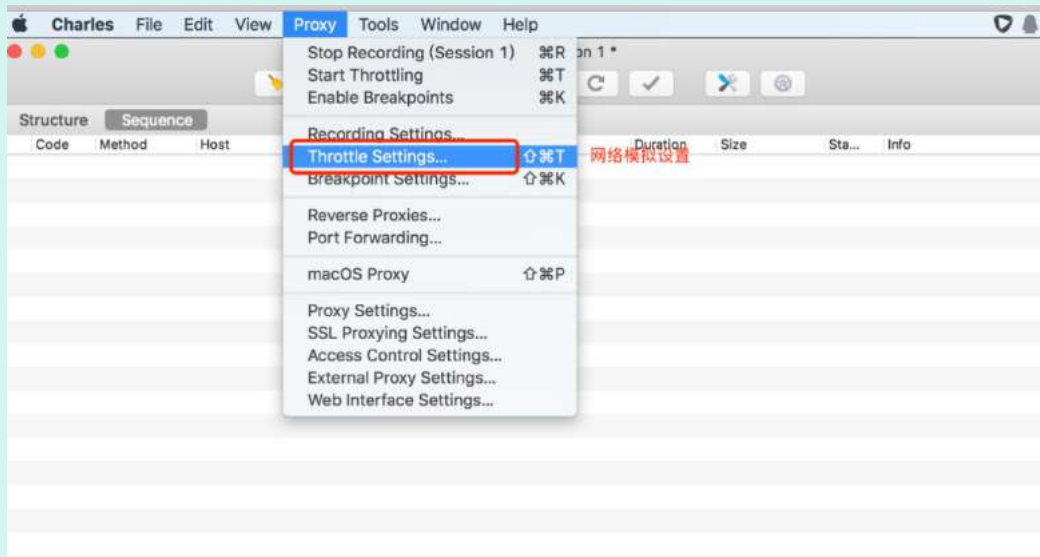 Charles File Edit View Proxy Tools Window Help
Stop Recording (Session 1) ⌘R on 1 *
Start Throttling ⌘T
Enable Breakpoints ⌘K
Structure Sequence
Recording Settings...
Code Method Host Duration Size Sta... Info
Throttle Settings... ⇧⌘T 网络模拟设置
Breakpoint Settings... ⇧⌘K
Reverse Proxies...
Port Forwarding...
macOS Proxy ⇧⌘P
Proxy Settings...
SSL Proxying Settings...
Access Control Settings...
External Proxy Settings...
Web Interface Settings...